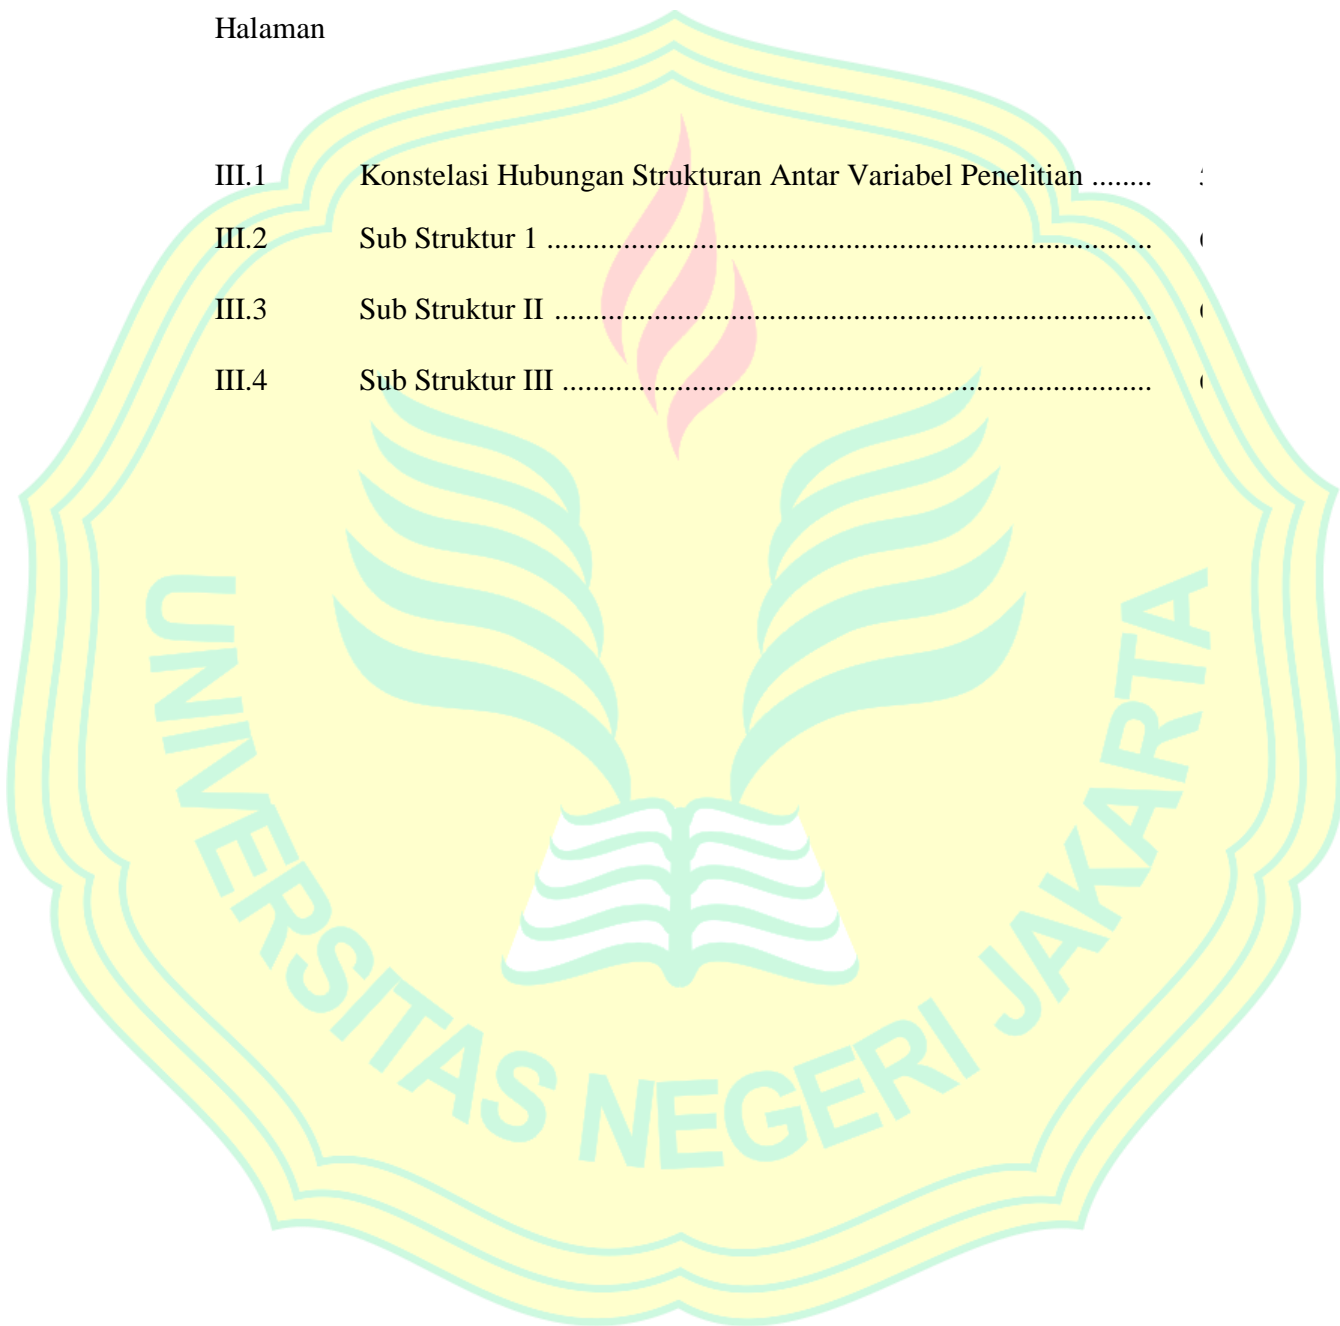 Halaman
III.1 Konstelasi Hubungan Strukturan Antar Variabel Penelitian ........
III.2 Sub Struktur 1 ..............................................................................
III.3 Sub Struktur II .............................................................................
III.4 Sub Struktur III ............................................................................
UNIVERSITAS NEGERI JAKARTA